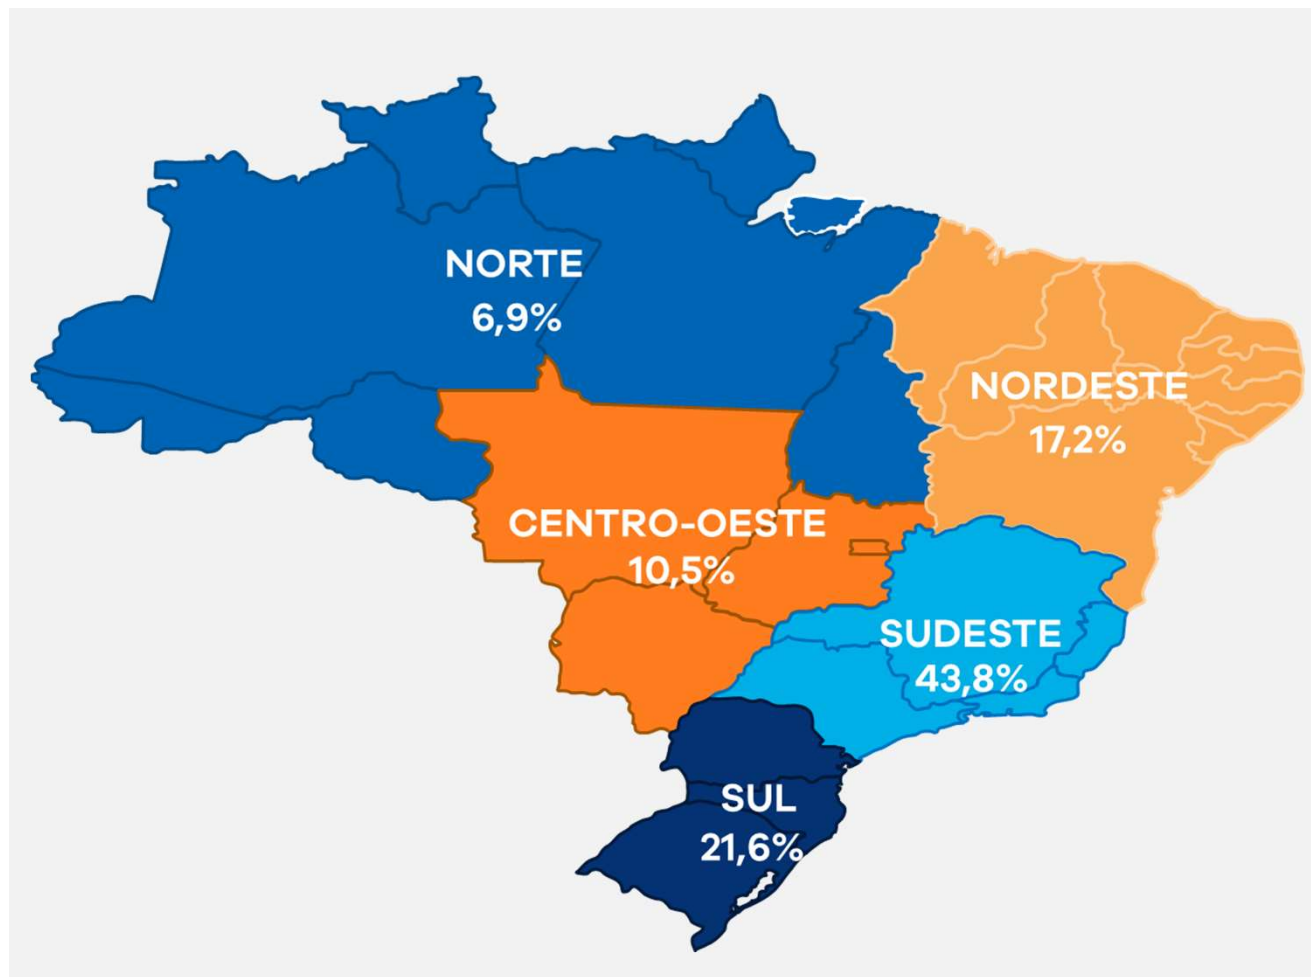 NORTE
6,9%
NORDESTE
17,2%
CENTRO-OESTE
10,5%
SUDESTE
43,8%
SUL
21,6%